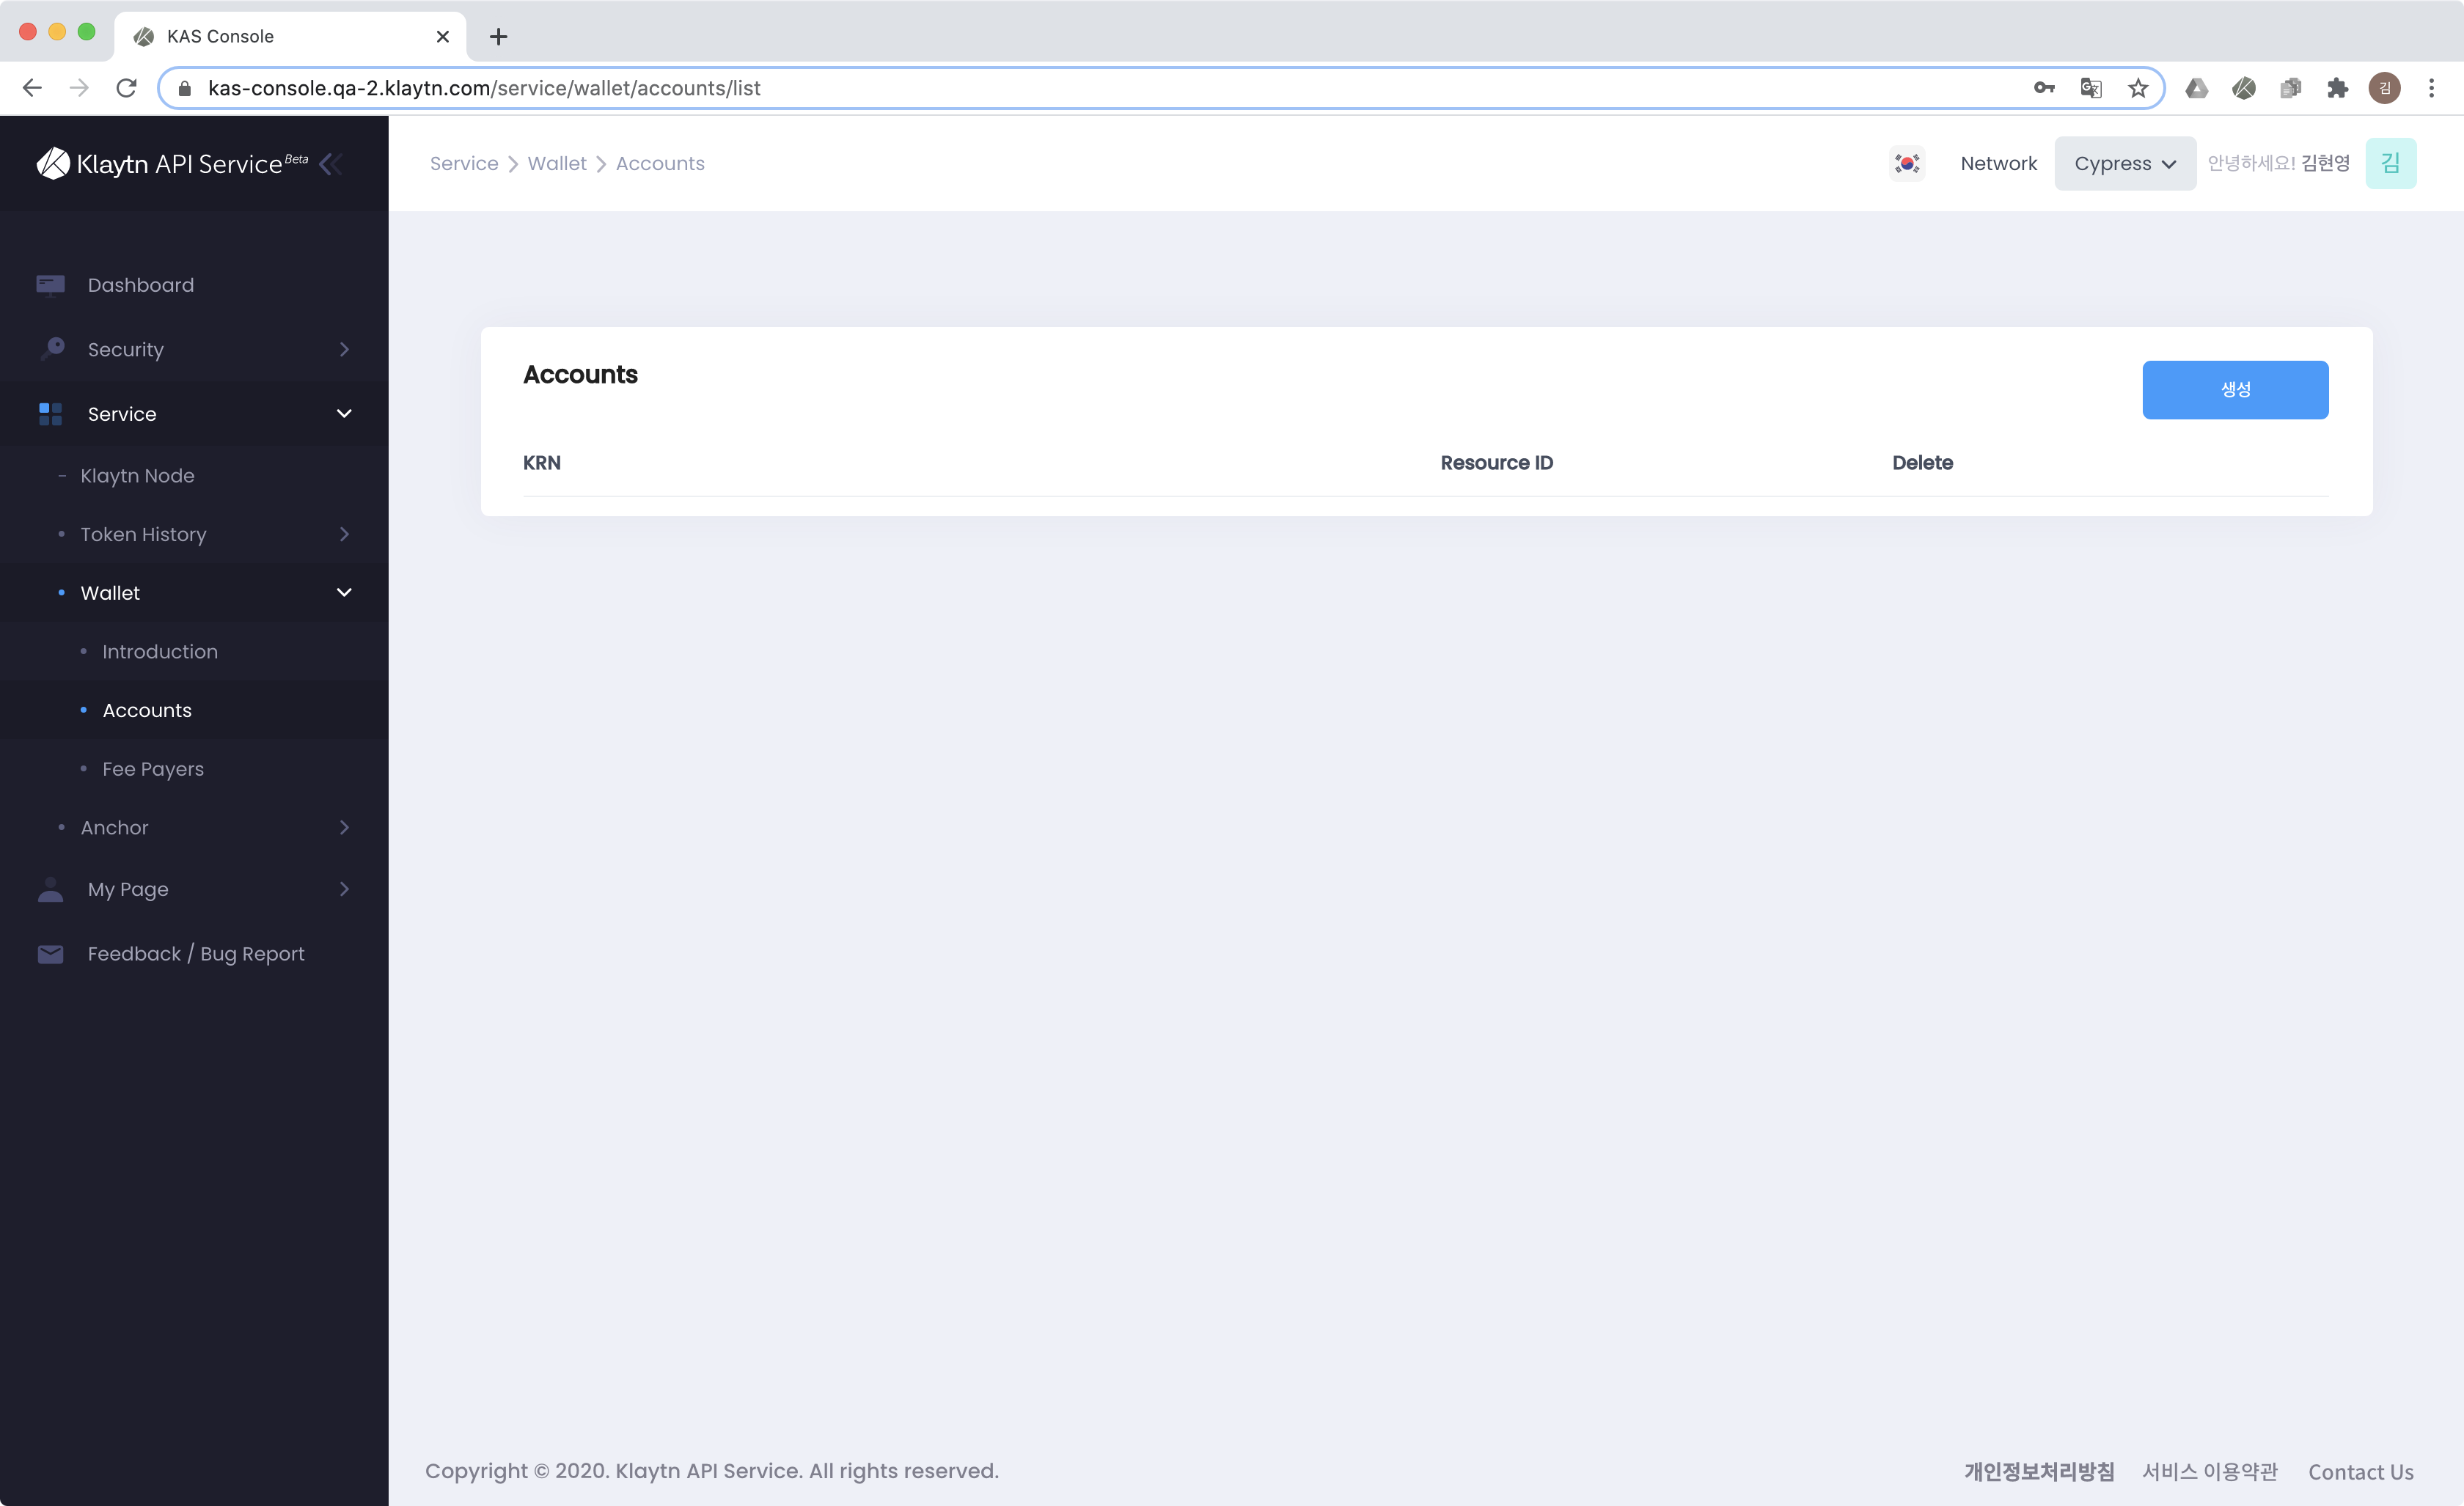 KAS Console
kas-console.qa-2.klaytn.com/service/wallet/accounts/list
김
Klaytn API Service Beta
Service Wallet Accounts
Network Cypress 안녕하세요! 김현영 김
Dashboard
Security
Service
Klaytn Node
Token History
Wallet
Introduction
Accounts
Fee Payers
Anchor
My Page
Feedback / Bug Report
Accounts
생성
KRN Resource ID Delete
Copyright © 2020. Klaytn API Service. All rights reserved.
개인정보처리방침 서비스 이용약관 Contact Us